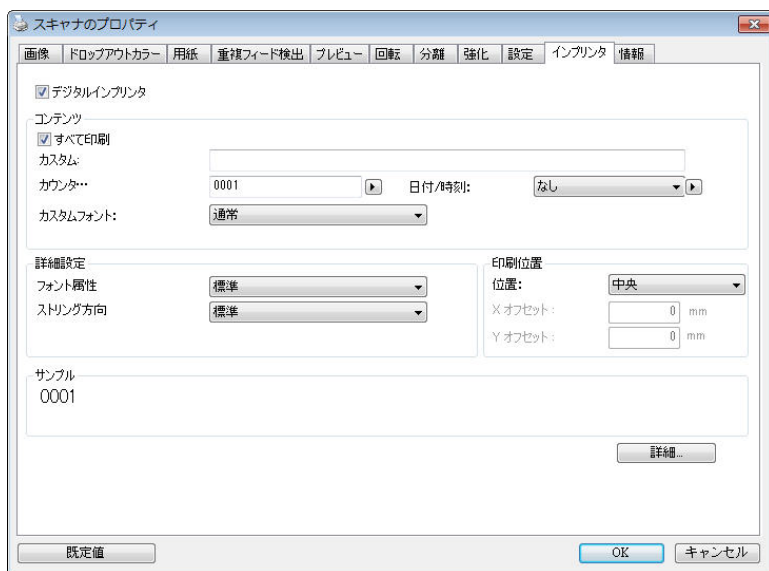 スキャナのプロパティ
画像 ドロップアウトカラー 用紙 重複フィード検出 プレビュー 回転 分離 強化 設定 インプリンタ 情報
デジタルインプリンタ
コンテンツ
すべて印刷
カスタム:
カウンタ… 0001 日付/時刻: なし
カスタムフォント: 通常
詳細設定 印刷位置
フォント属性 標準 位置: 中央
ストリング方向 標準 X オフセット: 0 mm
Y オフセット: 0 mm
サンプル
0001
詳細...
既定値 OK キャンセル